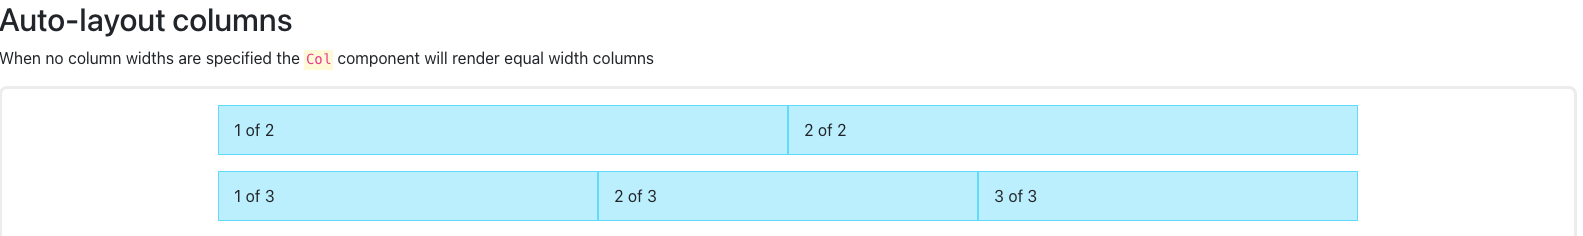 Auto-layout columns
When no column widths are specified the Col component will render equal width columns
1 of 2 2 of 2
1 of 3 2 of 3 3 of 3